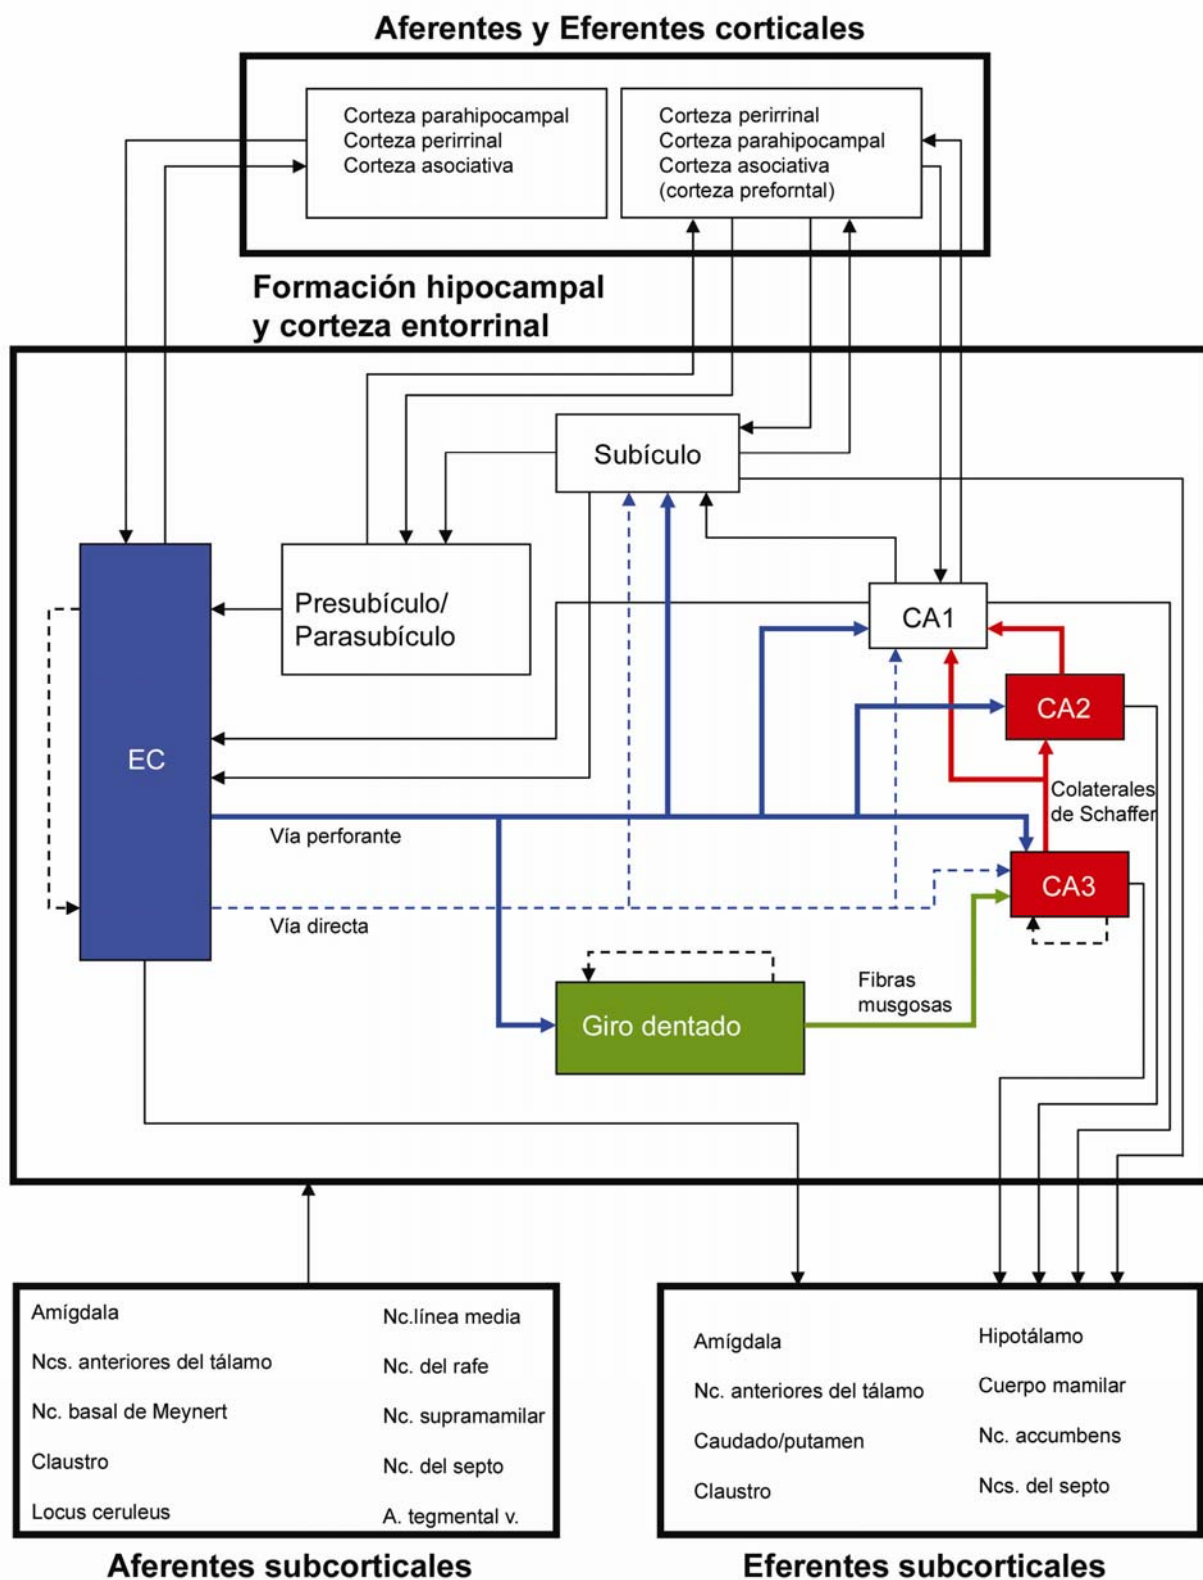 Aferentes y Eferentes corticales
Corteza parahipocampal
Corteza perirrinal
Corteza asociativa
Corteza perirrinal
Corteza parahipocampal
Corteza asociativa
(corteza preforntal)
Formación hipocampal
y corteza entorrinal
Subículo
Presubículo/
Parasubículo
CA1
CA2
EC
Colaterales
de Schaffer
Vía perforante
CA3
Vía directa
Fibras
musgosas
Giro dentado
Amígdala
Ncs. anteriores del tálamo
Nc. basal de Meynert
Claustro
Locus ceruleus
Nc.línea media
Nc. del rafe
Nc. supramamilar
Nc. del septo
A. tegmental v.
Amígdala
Nc. anteriores del tálamo
Caudado/putamen
Claustro
Hipotálamo
Cuerpo mamilar
Nc. accumbens
Ncs. del septo
Aferentes subcorticales
Eferentes subcorticales